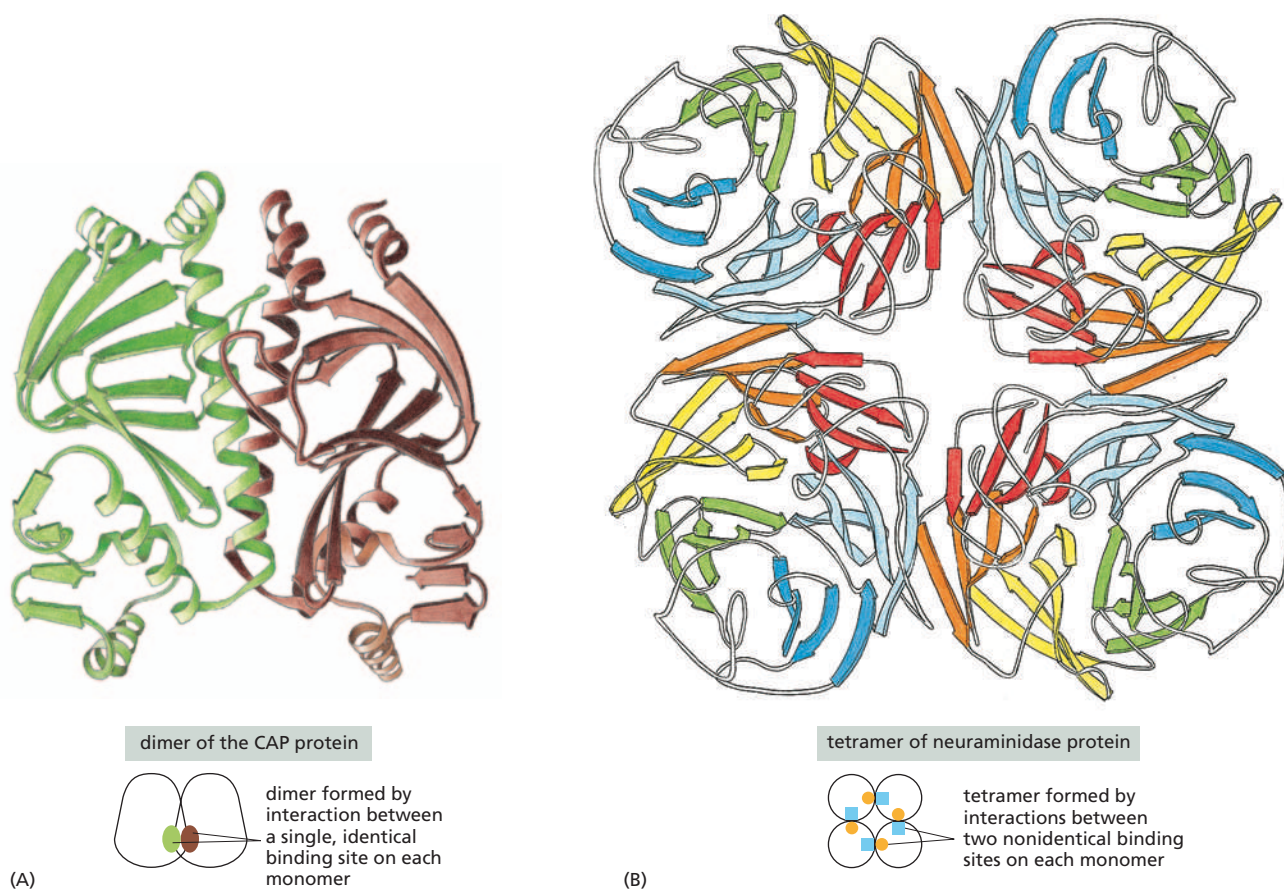 dimer of the CAP protein
dimer formed by
interaction between
a single, identical
binding site on each
monomer
(A)
tetramer of neuraminidase protein
tetramer formed by
interactions between
two nonidentical binding
sites on each monomer
(B)